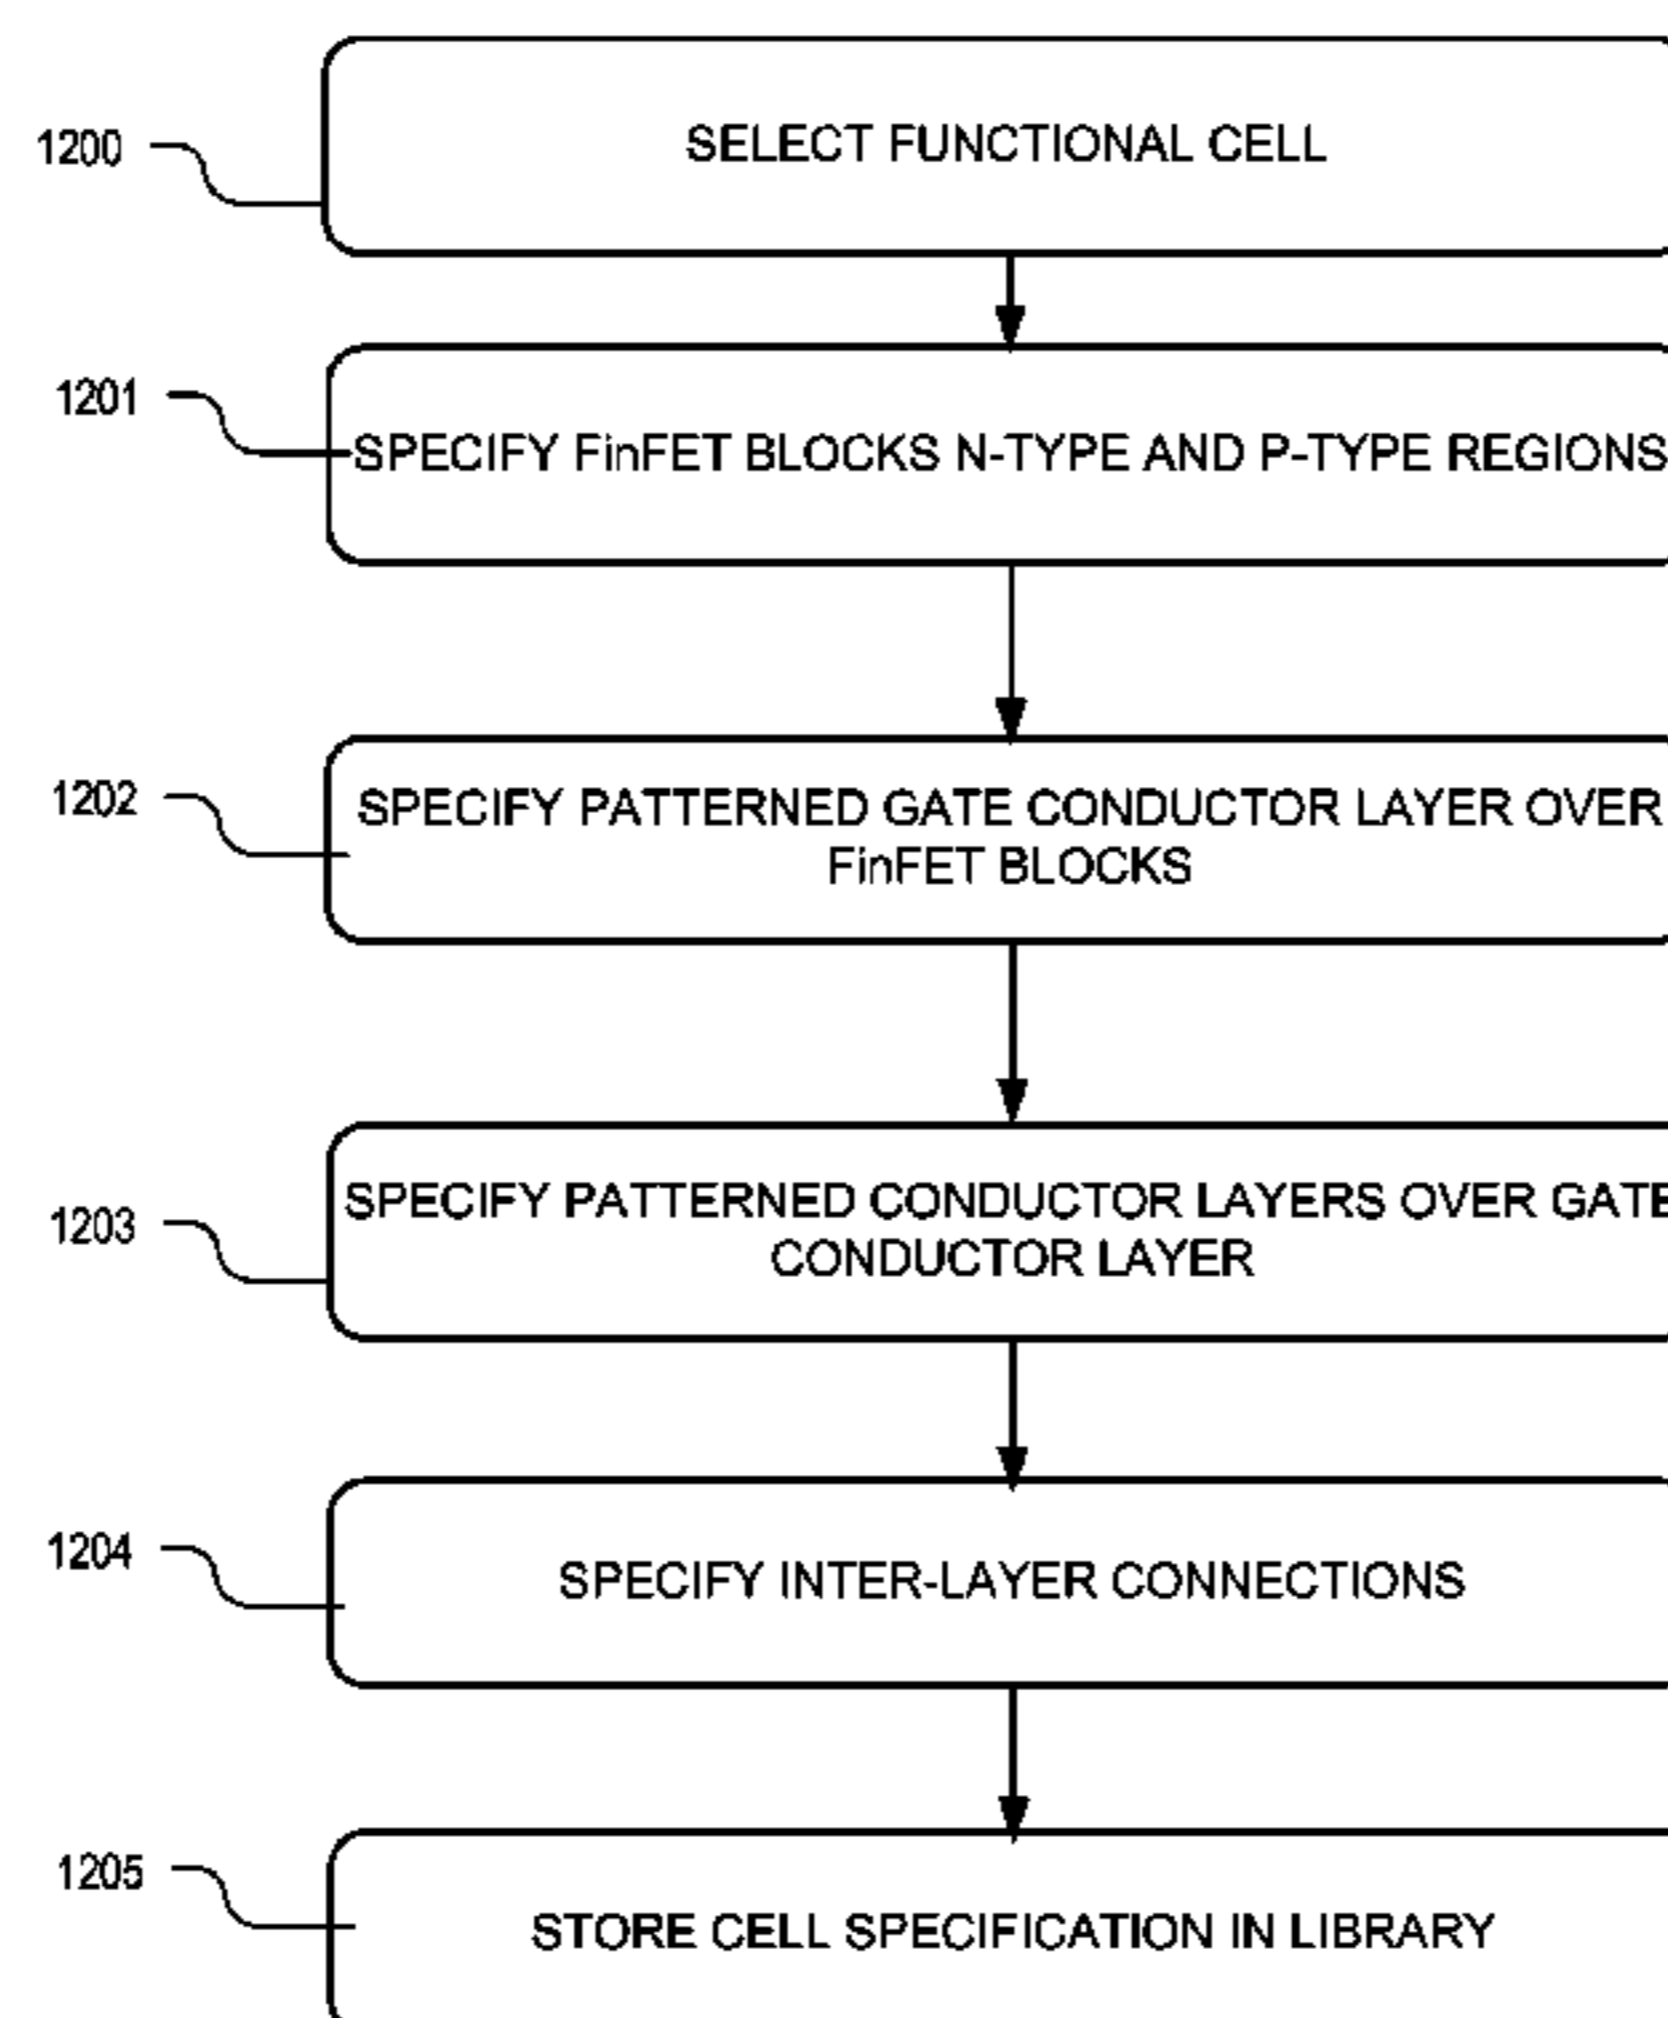 1200
SELECT FUNCTIONAL CELL
1201
SPECIFY FinFET BLOCKS N-TYPE AND P-TYPE REGIONS
1202
SPECIFY PATTERNED GATE CONDUCTOR LAYER OVER
FinFET BLOCKS
1203
SPECIFY PATTERNED CONDUCTOR LAYERS OVER GATE
CONDUCTOR LAYER
1204
SPECIFY INTER-LAYER CONNECTIONS
1205
STORE CELL SPECIFICATION IN LIBRARY